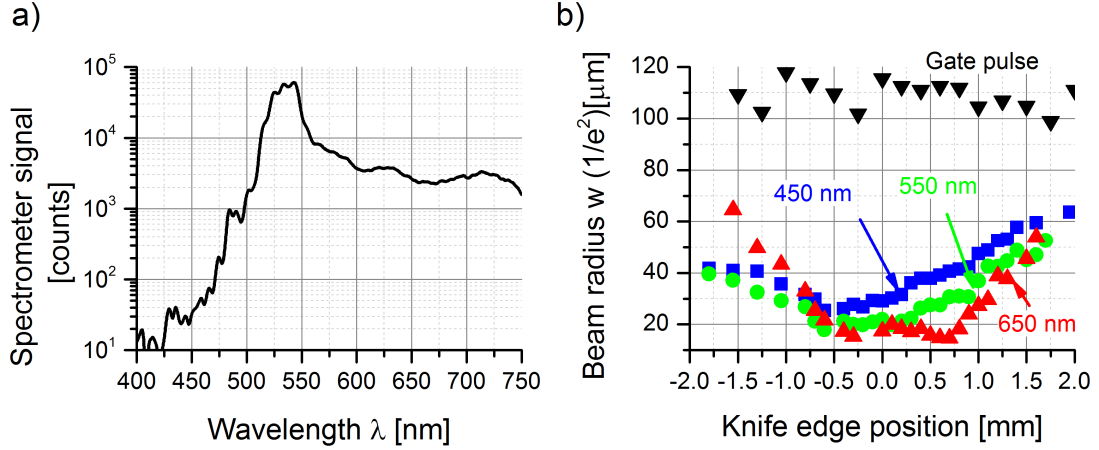 a)
Spectrometer signal
[counts]
10^5
10^4
10^3
10^2
10^1
400 450 500 550 600 650 700 750
Wavelength λ [nm]
b)
Beam radius w (1/e^2)[μm]
120
100
80
60
40
20
Gate pulse
450 nm
550 nm
650 nm
-2.0 -1.5 -1.0 -0.5 0.0 0.5 1.0 1.5 2.0
Knife edge position [mm]